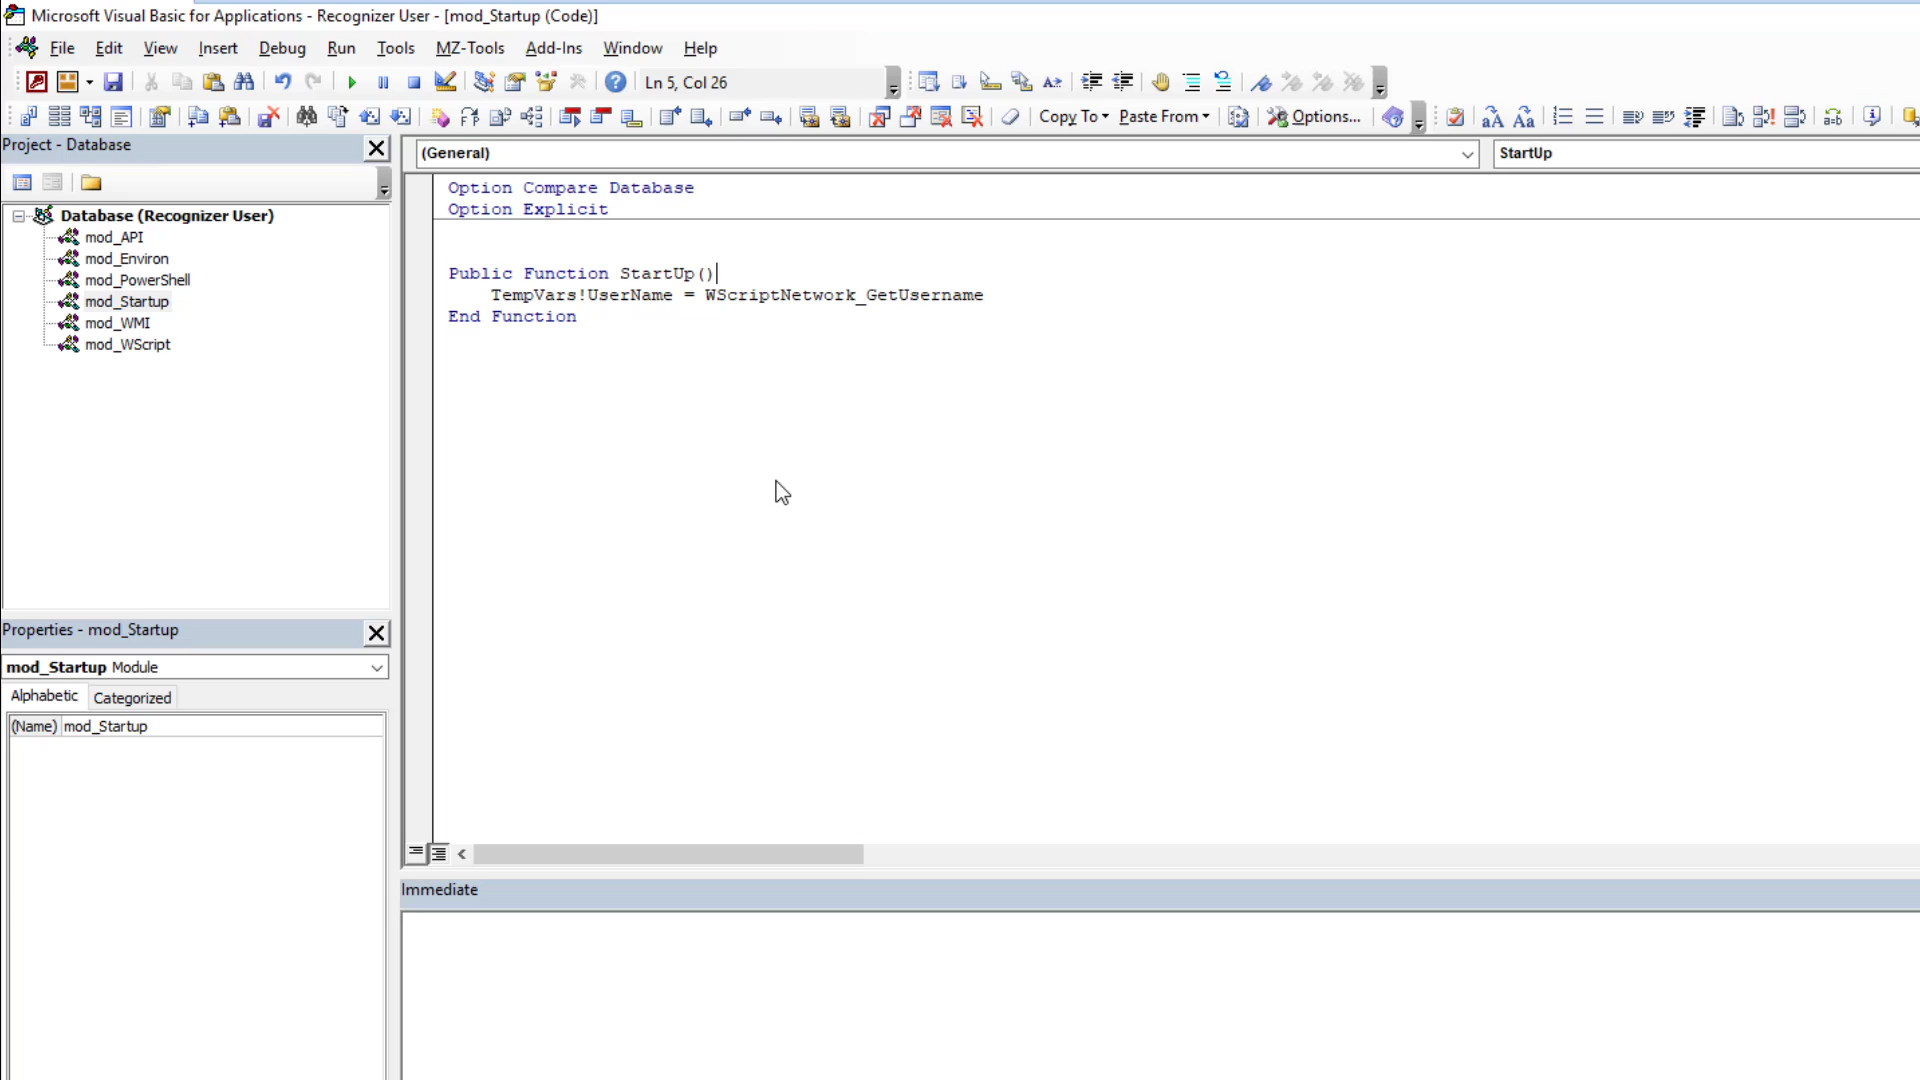 Microsoft Visual Basic for Applications - Recognizer User - [mod_Startup (Code)]
File Edit View Insert Debug Run Tools MZ-Tools Add-Ins Window Help
Ln 5, Col 26
Copy To Paste From Options...
Project - Database
(General) StartUp
Database (Recognizer User)
mod_API
mod_Environ
mod_PowerShell
mod_Startup
mod_WMI
mod_WScript
Option Compare Database
Option Explicit
Public Function StartUp()
TempVars!UserName = WScriptNetwork_GetUsername
End Function
Properties - mod_Startup
mod_Startup Module
Alphabetic Categorized
(Name) mod_Startup
Immediate